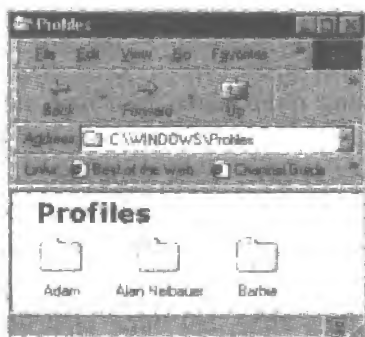 Profiles
File Edit View Go Favorites »
Back Forward Up »
Address C:\WINDOWS\Profiles
Links Best of the Web Channel Guide »
Profiles
Adam Alan Neibauer Barbie